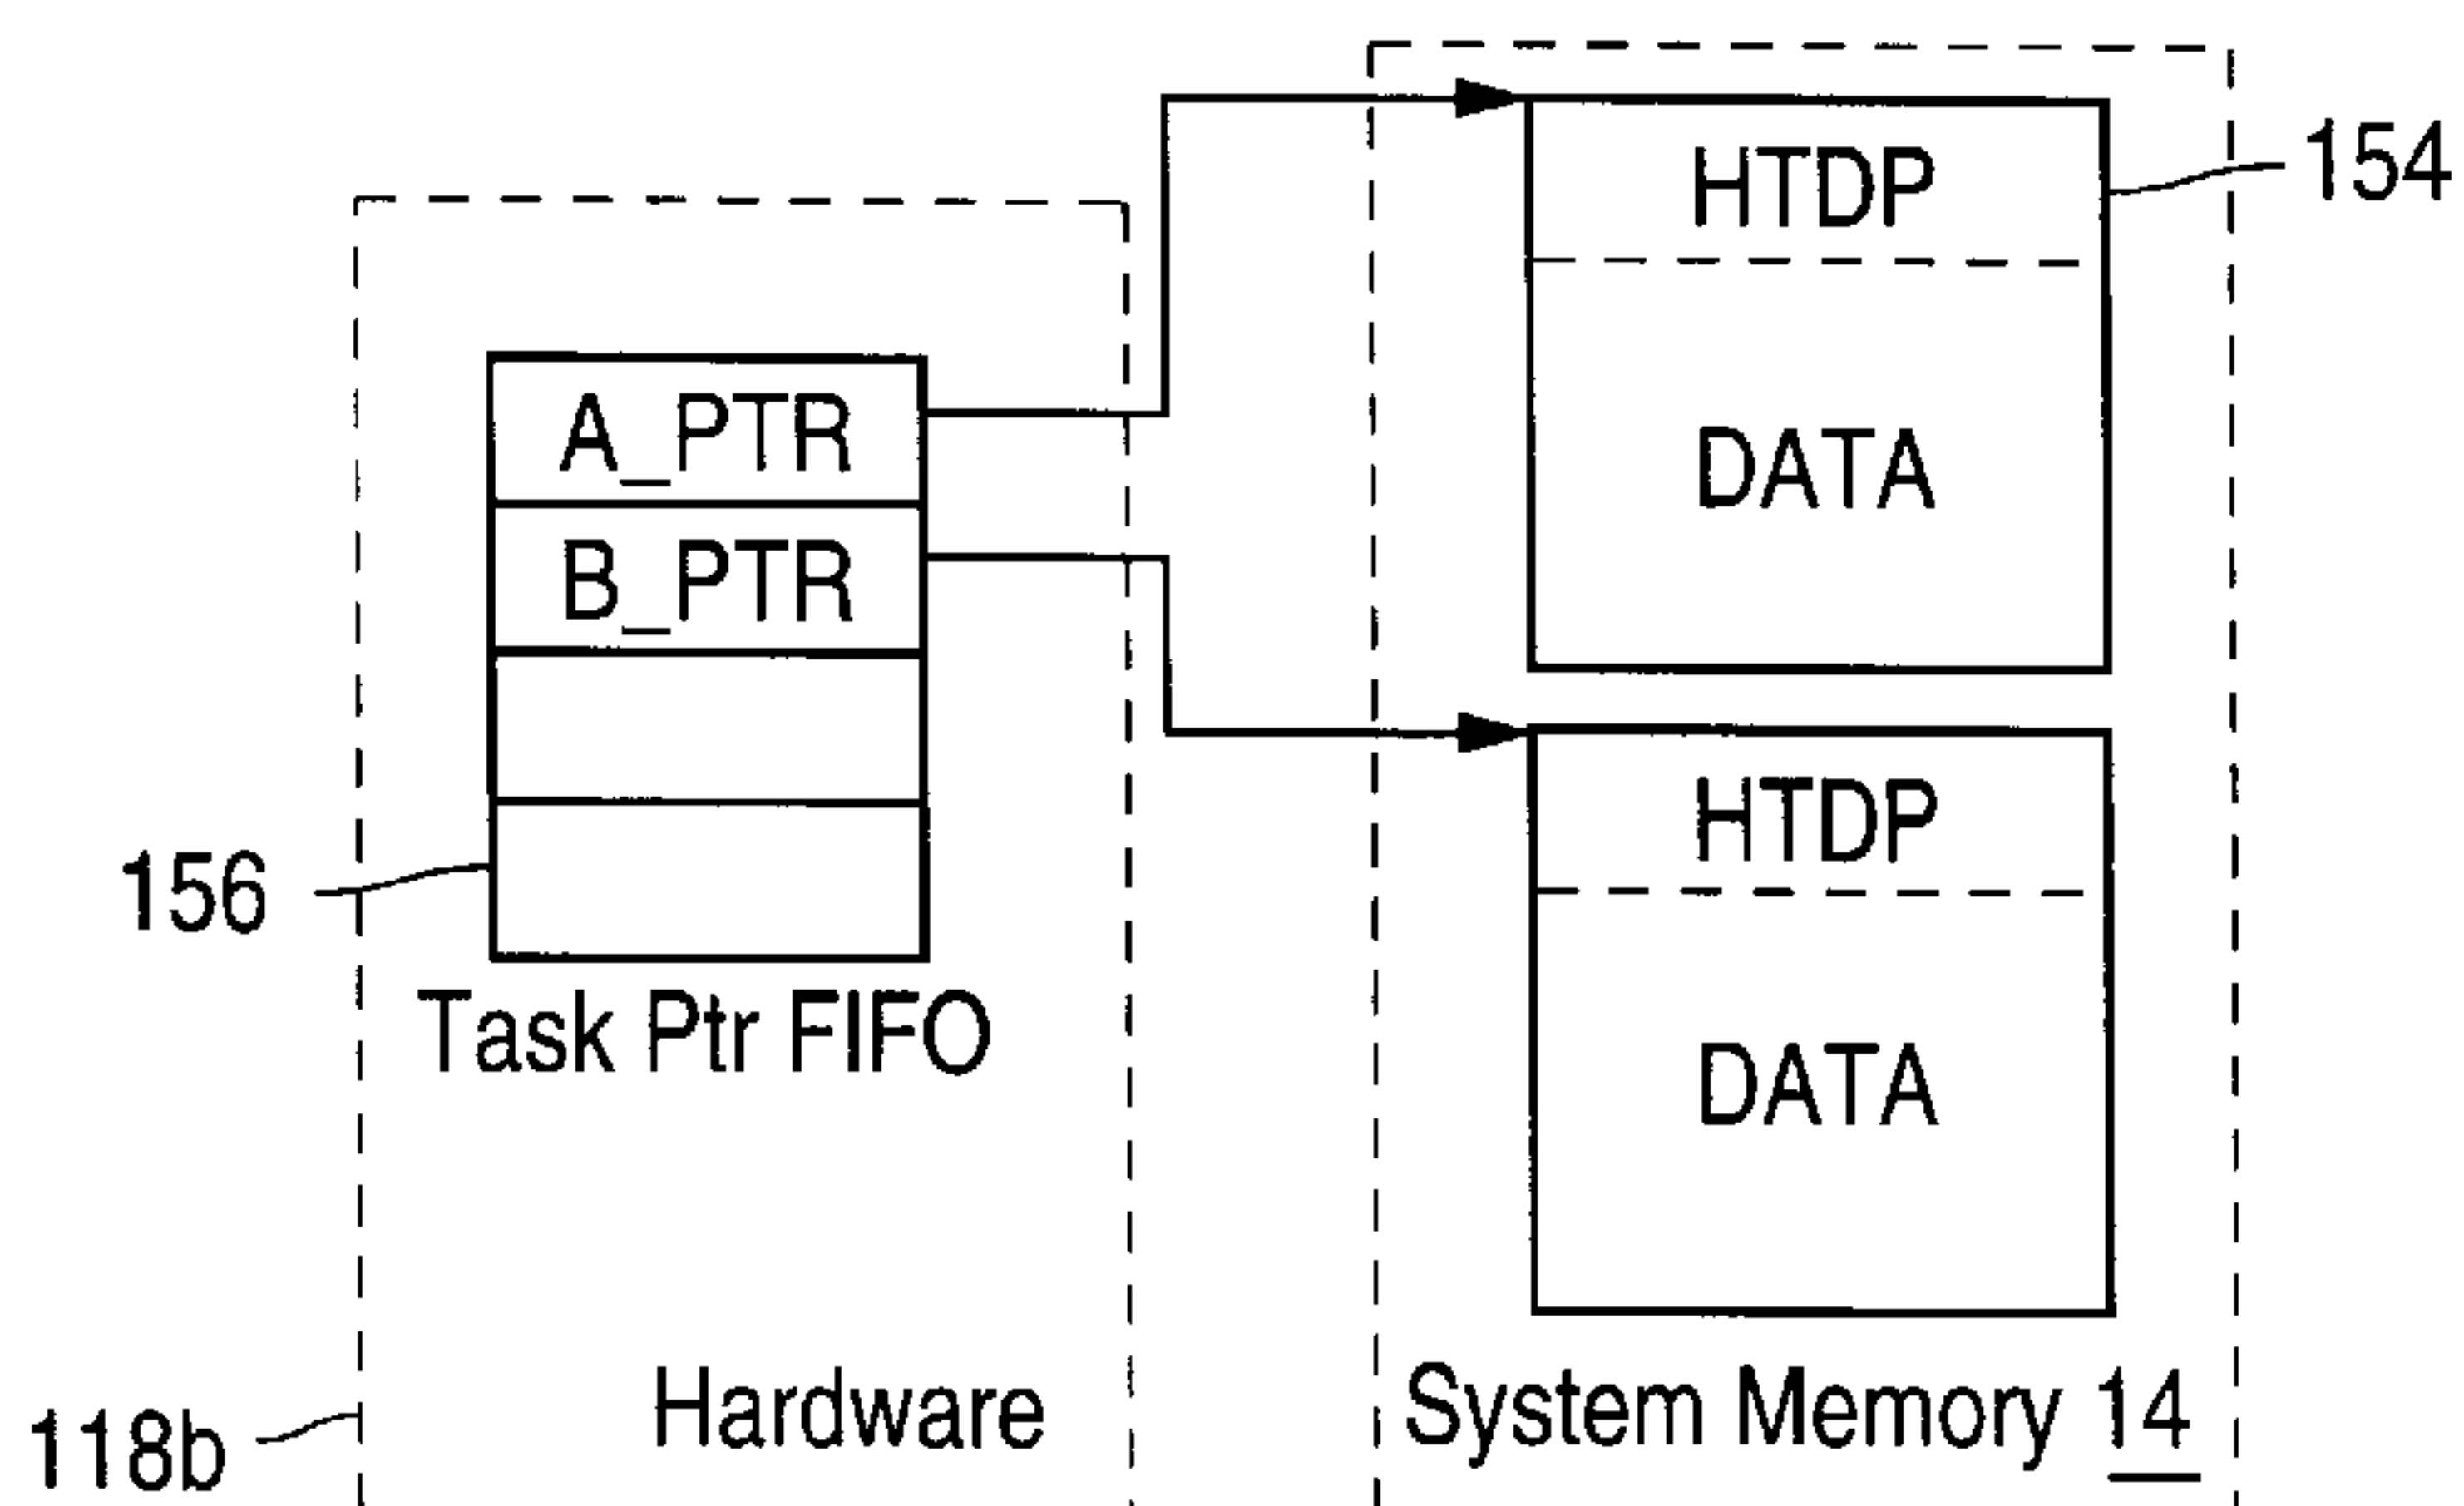 HTDP
154
DATA
A_PTR
B_PTR
HTDP
156
DATA
Task Ptr FIFO
Hardware
System Memory 14
118b